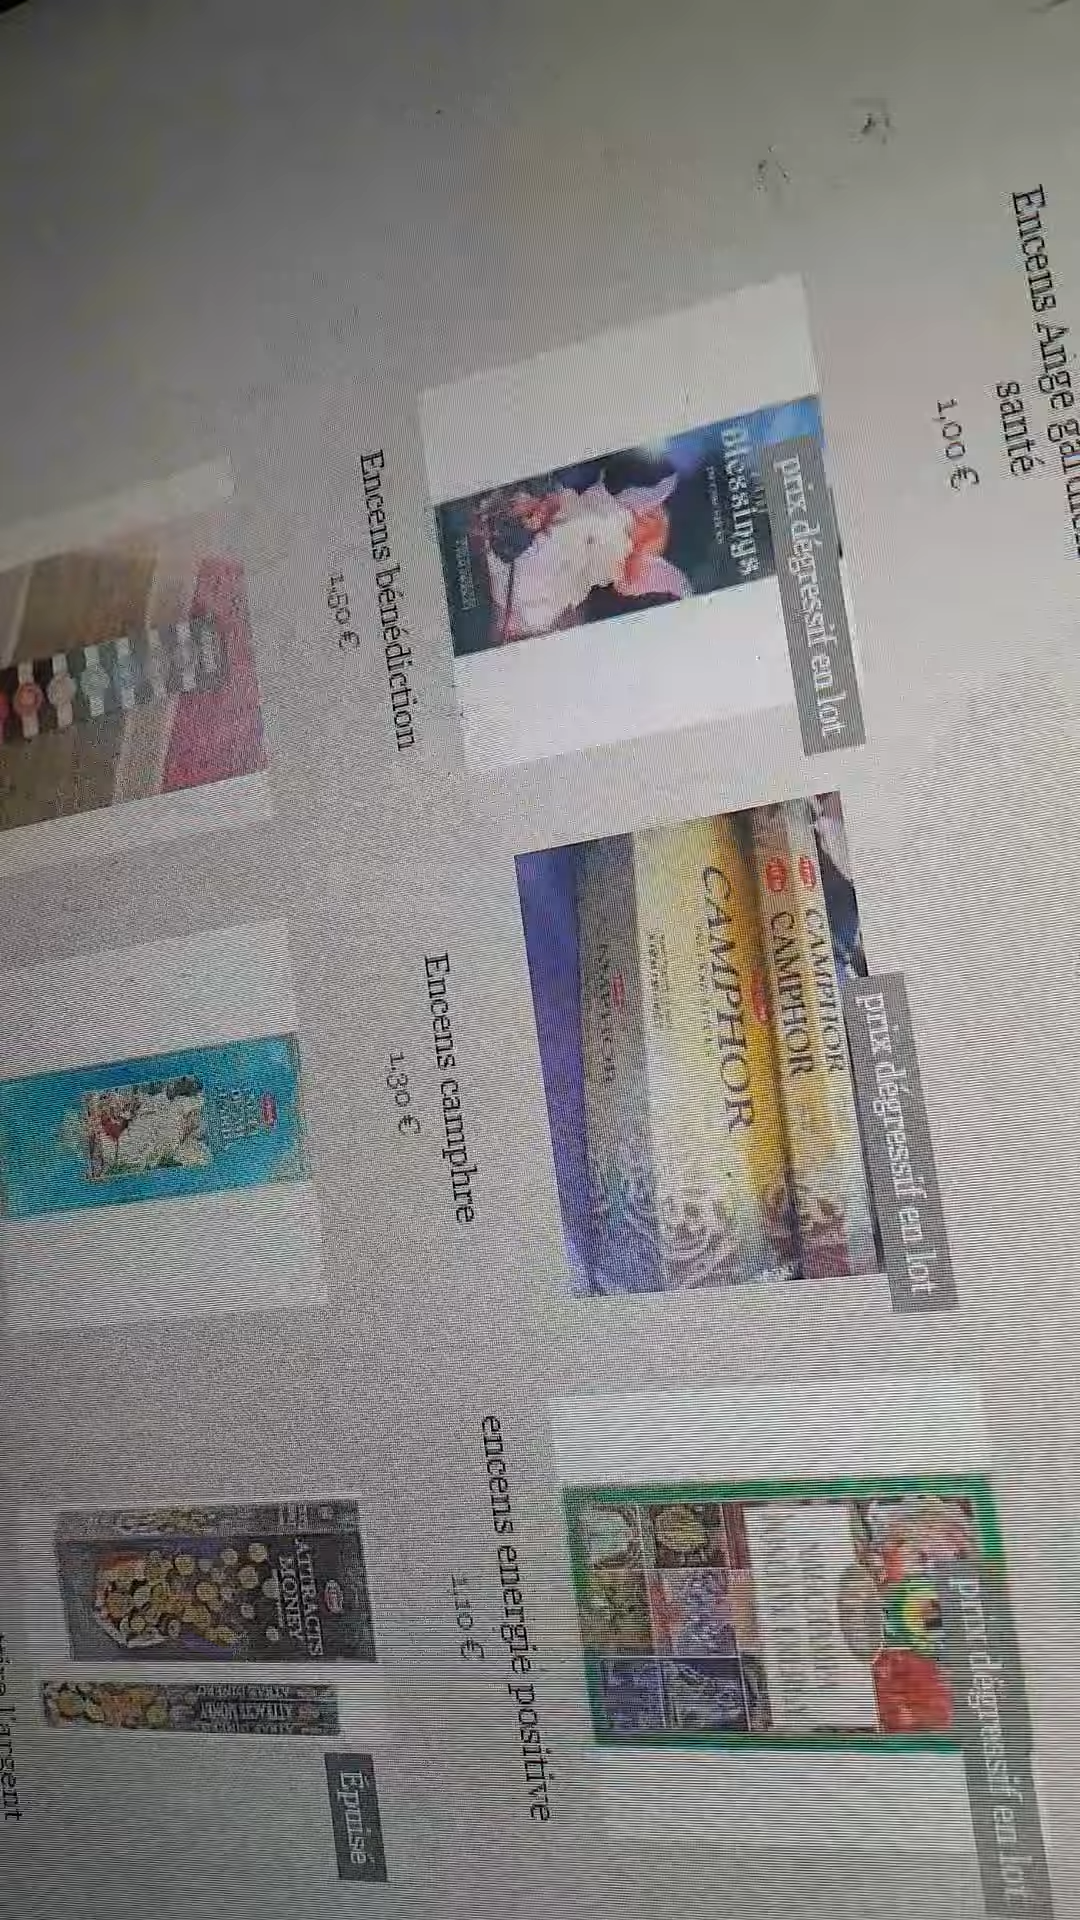 Encens Ange
santé
1,00 €
prix dégressif en lot
Blessings
Encens bénédiction
1,50 €
prix dégressif en lot
CAMPHOR
CAMPHOR
CAMPHOR
CAMPHOR
Encens camphre
1,30 €
prix dégressif en lot
encens energie positive
1,10 €
Épuisé
ATTRACTS
MONEY
ATTRACTS MONEY
l'argent